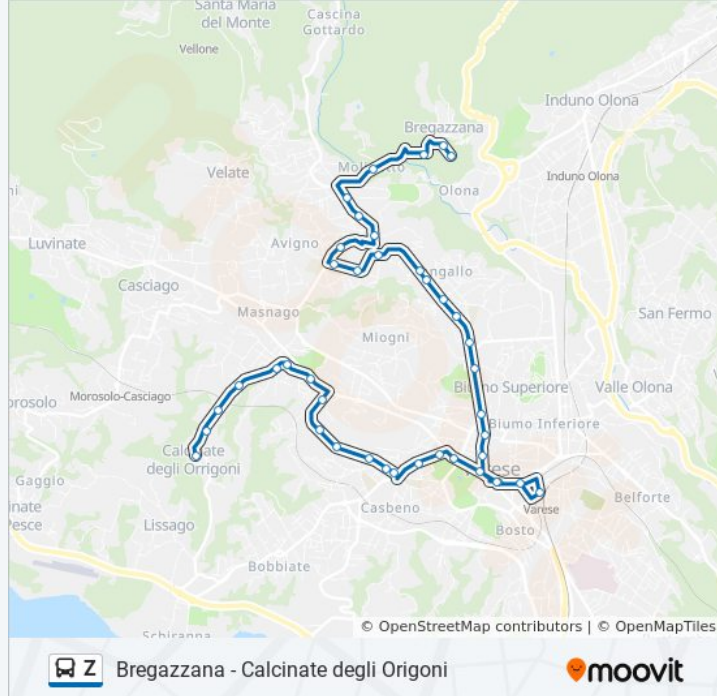 Santa Maria
del Monte
Cascina
Gottardo
Vellone
Induno Olona
Bregazzana
Velate
Induno Olona
Olona
Luvinate
Avigno
Casciago
San Fermo
Masnago
Miogni
Morosolo-Casciago
Biumo Superiore
Valle Olona
Biumo Inferiore
Calcinate
degli Orrigoni
Gaggio
Varese
Belforte
Casbeno
Lissago
Bosto
Bobbiate
Schiranna
© OpenStreetMap contributors | © OpenMapTiles
Z Bregazzana - Calcinate degli Origoni
moovit